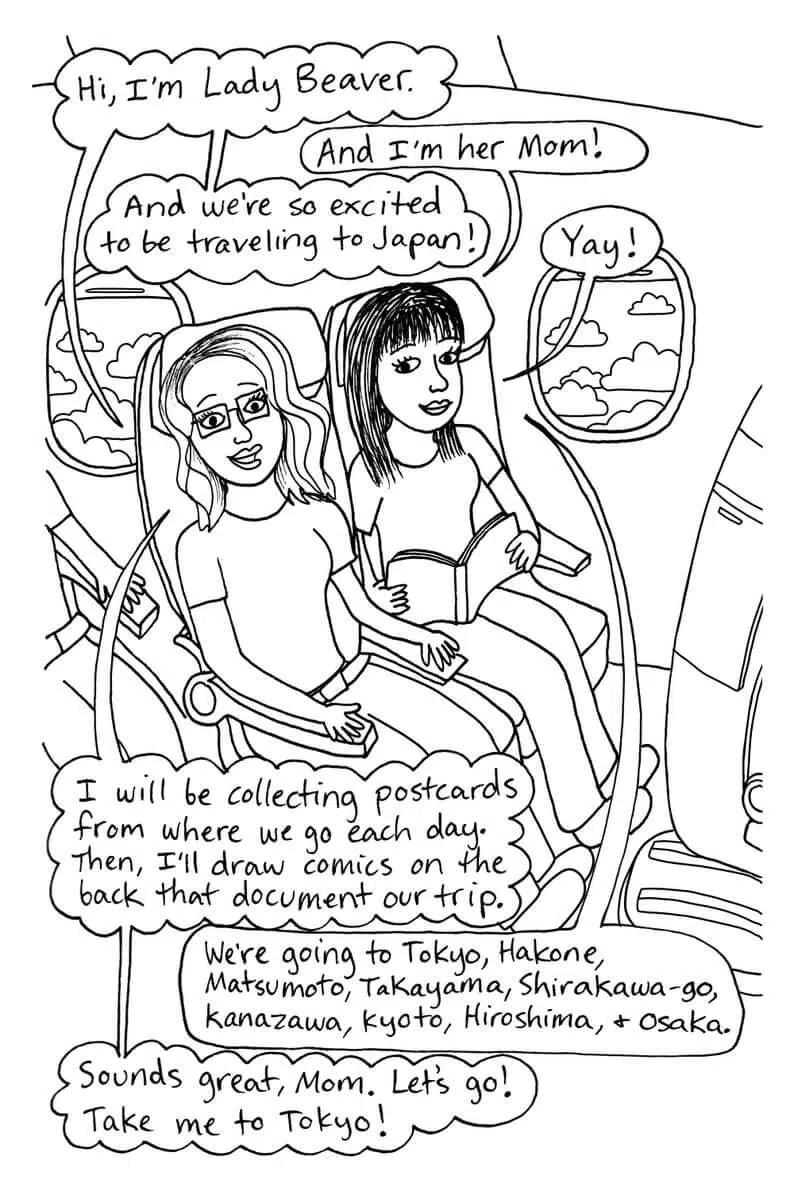 Hi, I'm Lady Beaver.
And I'm her Mom!
And we're so excited
to be traveling to Japan!
Yay!
I will be collecting postcards
from where we go each day.
Then, I'll draw comics on the
back that document our trip.
We're going to Tokyo, Hakone,
Matsumoto, Takayama, Shirakawa-go,
Kanazawa, Kyoto, Hiroshima, + Osaka.
Sounds great, Mom. Let's go!
Take me to Tokyo!